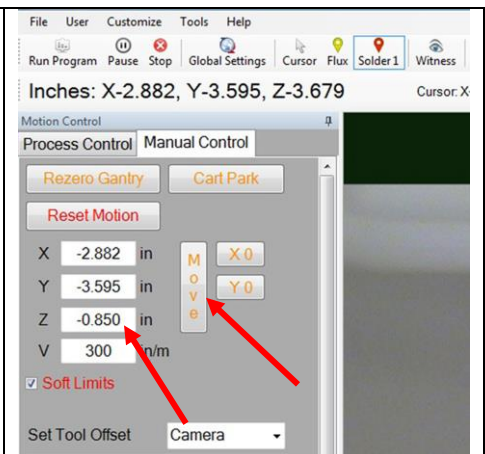 File User Customize Tools Help
Run Program Pause Stop Global Settings Cursor Flux Solder 1 Witness
Inches: X-2.882, Y-3.595, Z-3.679 Cursor: X-
Motion Control
Process Control Manual Control
Rezero Gantry Cart Park
Reset Motion
X -2.882 in Move X 0
Y -3.595 in Y 0
Z -0.850 in
V 300 in/m
Soft Limits
Set Tool Offset Camera